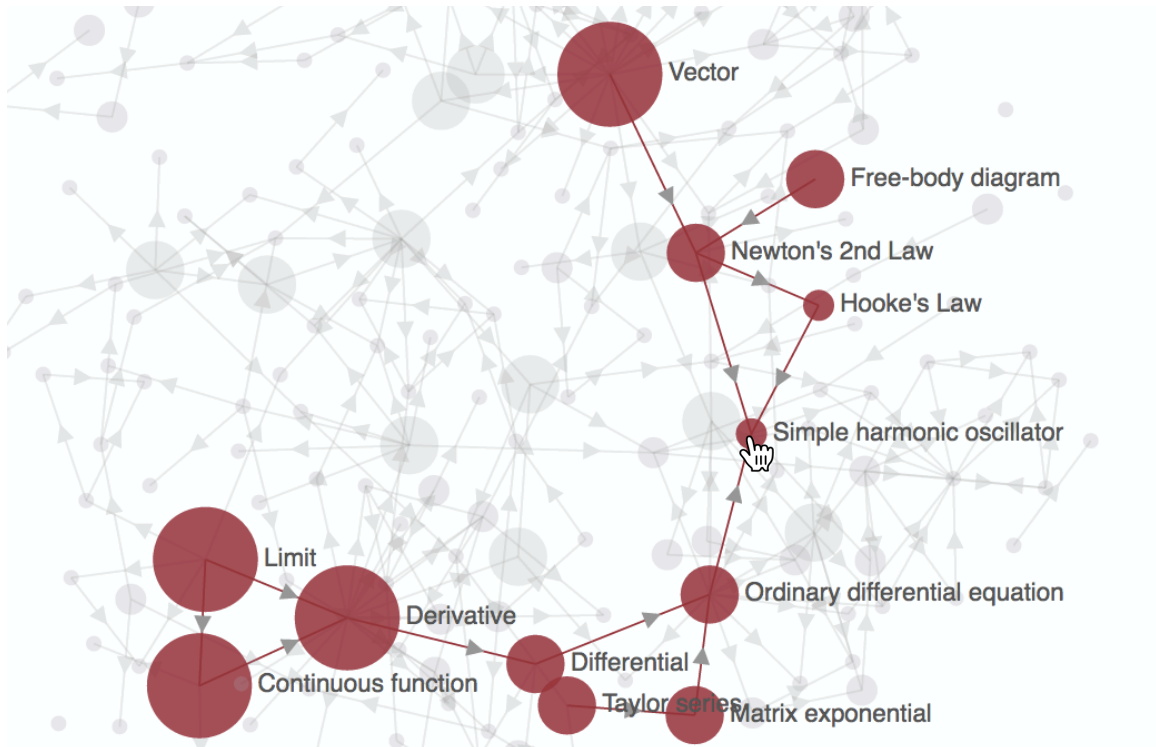 Vector
Free-body diagram
Newton's 2nd Law
Hooke's Law
Simple harmonic oscillator
Limit
Ordinary differential equation
Derivative
Differential
Continuous function
Taylor series
Matrix exponential